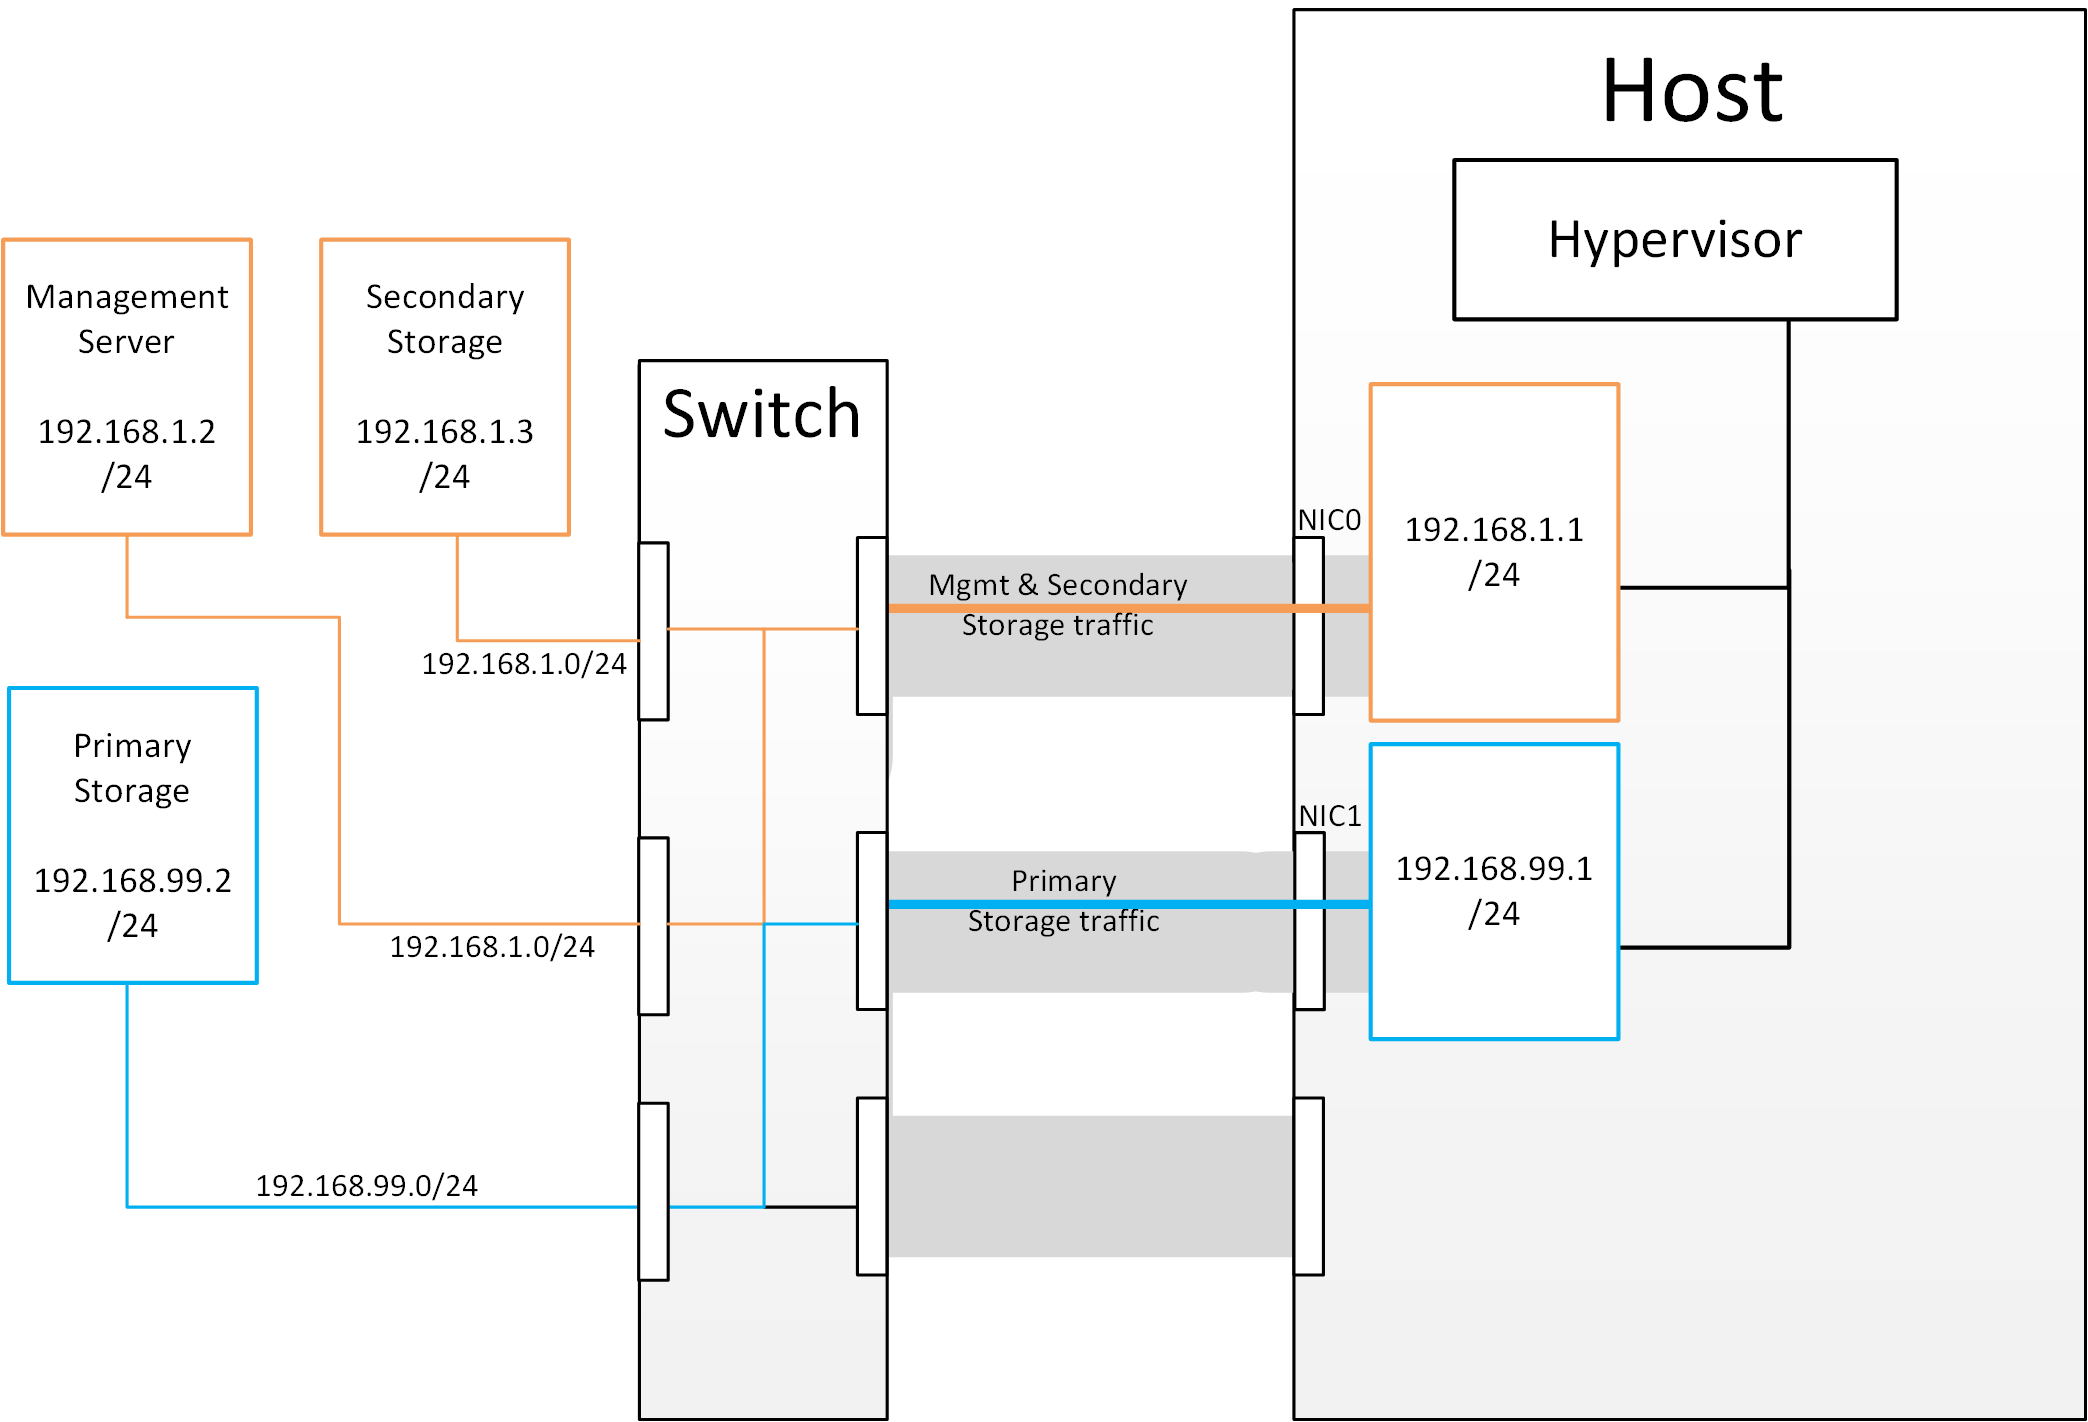 Host
Hypervisor
Management
Server
192.168.1.2
/24
Secondary
Storage
192.168.1.3
/24
Switch
NIC0
192.168.1.1
/24
Mgmt & Secondary
Storage traffic
192.168.1.0/24
Primary
Storage
192.168.99.2
/24
NIC1
192.168.99.1
/24
Primary
Storage traffic
192.168.1.0/24
192.168.99.0/24